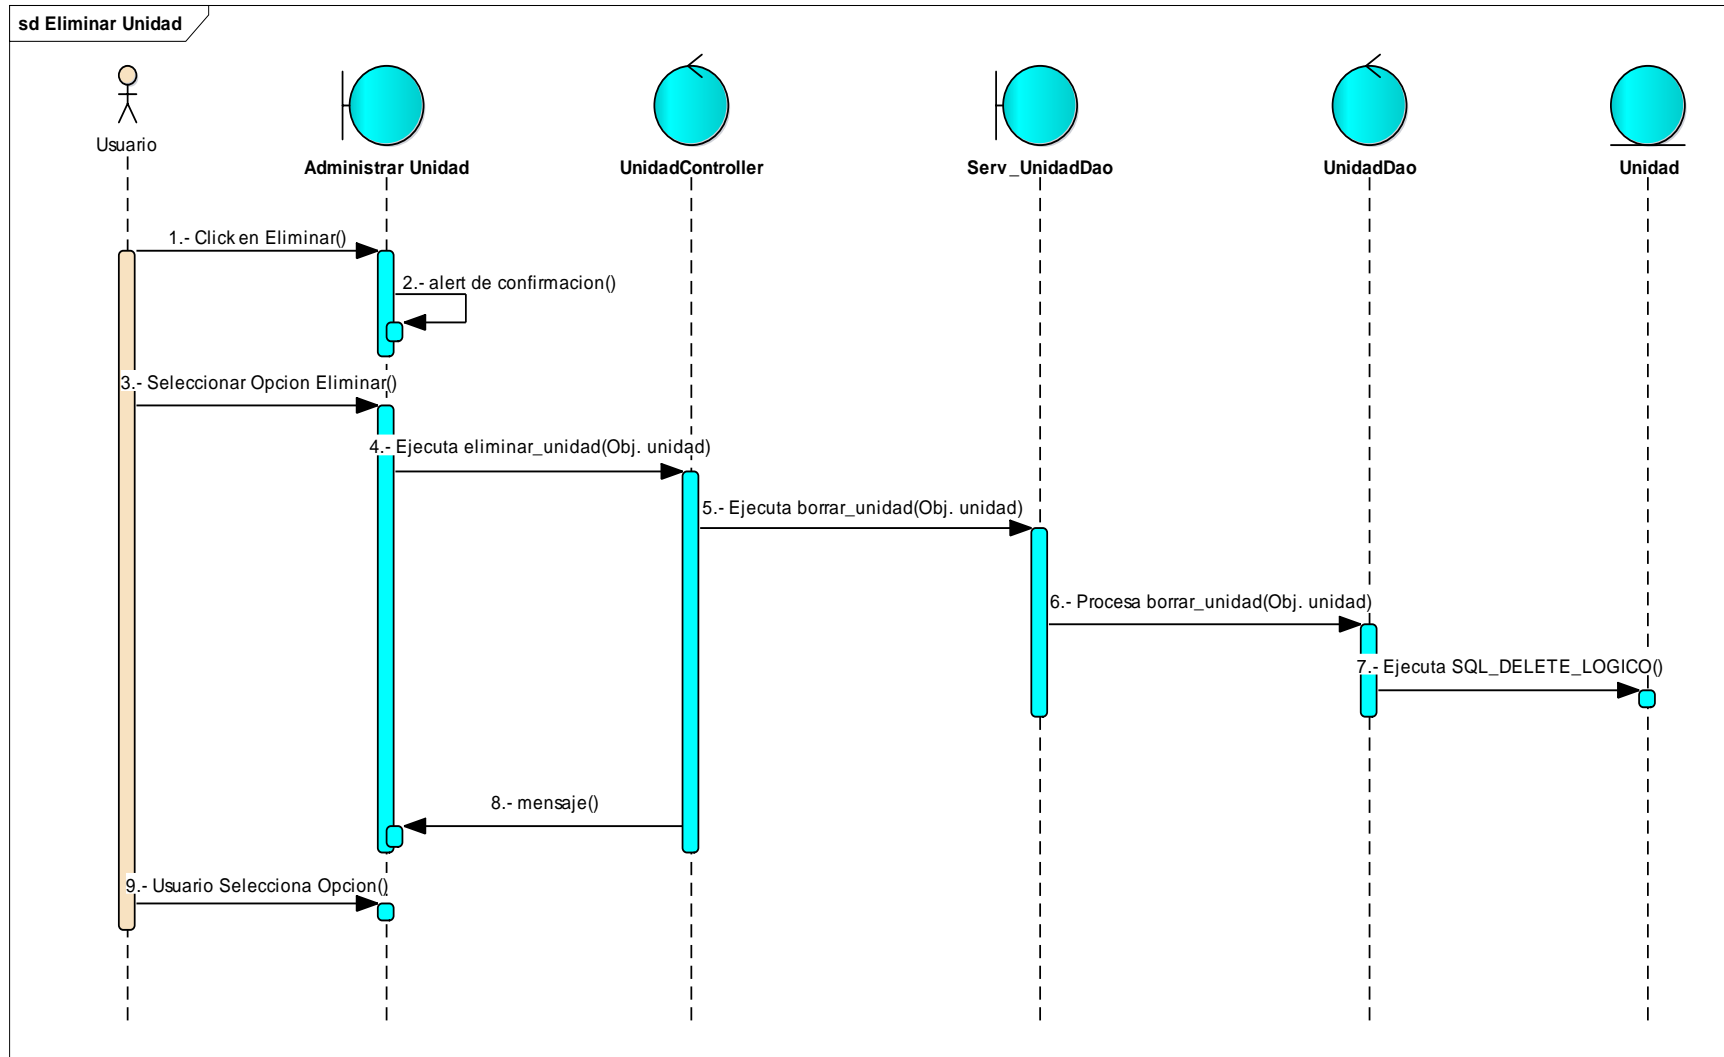 sd Eliminar Unidad
Usuario
Administrar Unidad
UnidadController
Serv_UnidadDao
UnidadDao
Unidad
1.- Click en Eliminar()
2.- alert de confirmacion()
3.- Seleccionar Opcion Eliminar()
4.- Ejecuta eliminar_unidad(Obj. unidad)
5.- Ejecuta borrar_unidad(Obj. unidad)
6.- Procesa borrar_unidad(Obj. unidad)
7.- Ejecuta SQL_DELETE_LOGICO()
8.- mensaje()
9.- Usuario Selecciona Opcion()